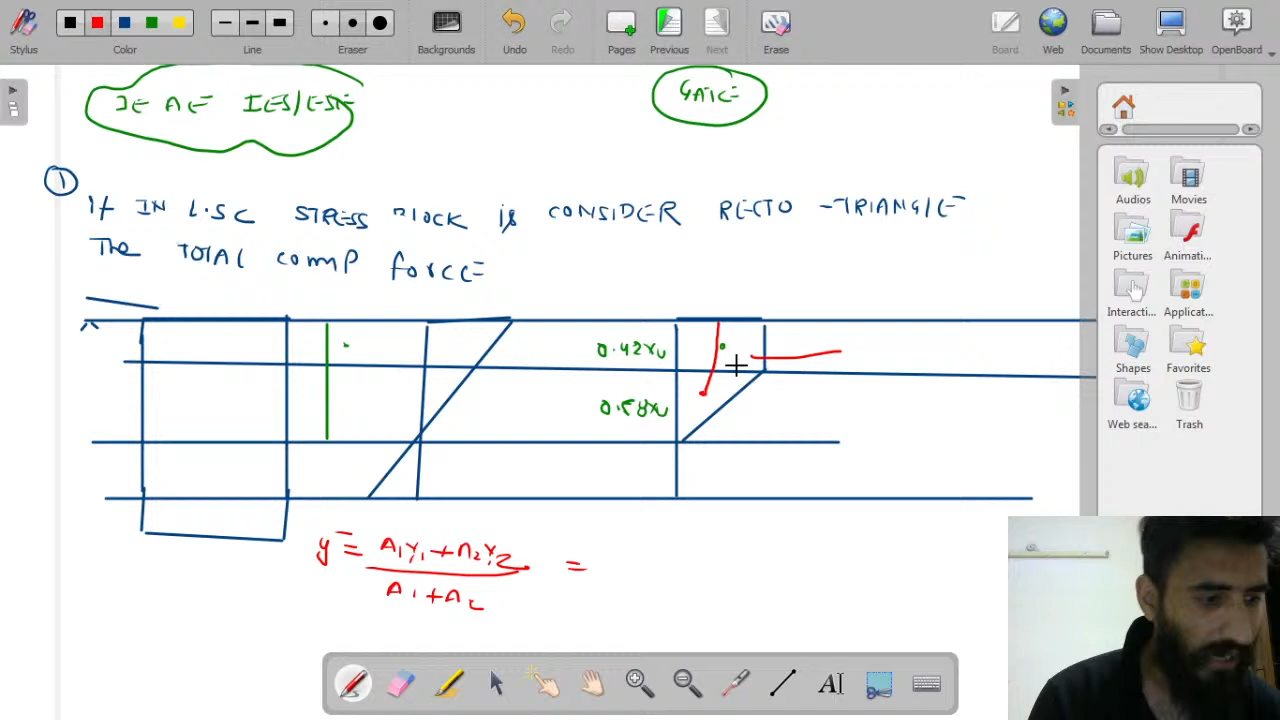 Stylus Color Line Eraser Backgrounds Undo Redo Pages Previous Next Erase Board Web Documents Show Desktop OpenBoard
JE AE IES/ESE
GATE
1
If IN L.S.C STRESS BLOCK is CONSIDER RECTO - TRIANGLE
The TOTAL comp force
0.42xu
0.58xu
y̅ = A1y1 + A2y2 =
A1 + A2
Audios Movies
Pictures Animati...
Interacti... Applicat...
Shapes Favorites
Web sea... Trash